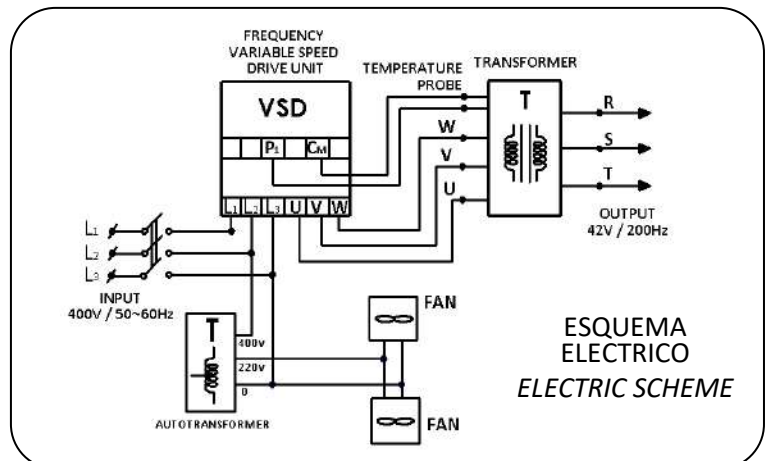 FREQUENCY
VARIABLE SPEED
DRIVE UNIT
VSD
P1 CM
L1 L2 L3 U V W
TEMPERATURE
PROBE
TRANSFORMER
T
W
V
U
R
S
T
OUTPUT
42V / 200Hz
L1
L2
L3
INPUT
400V / 50~60Hz
T
400v
220v
0
AUTOTRANSFORMER
FAN
FAN
ESQUEMA
ELECTRICO
ELECTRIC SCHEME